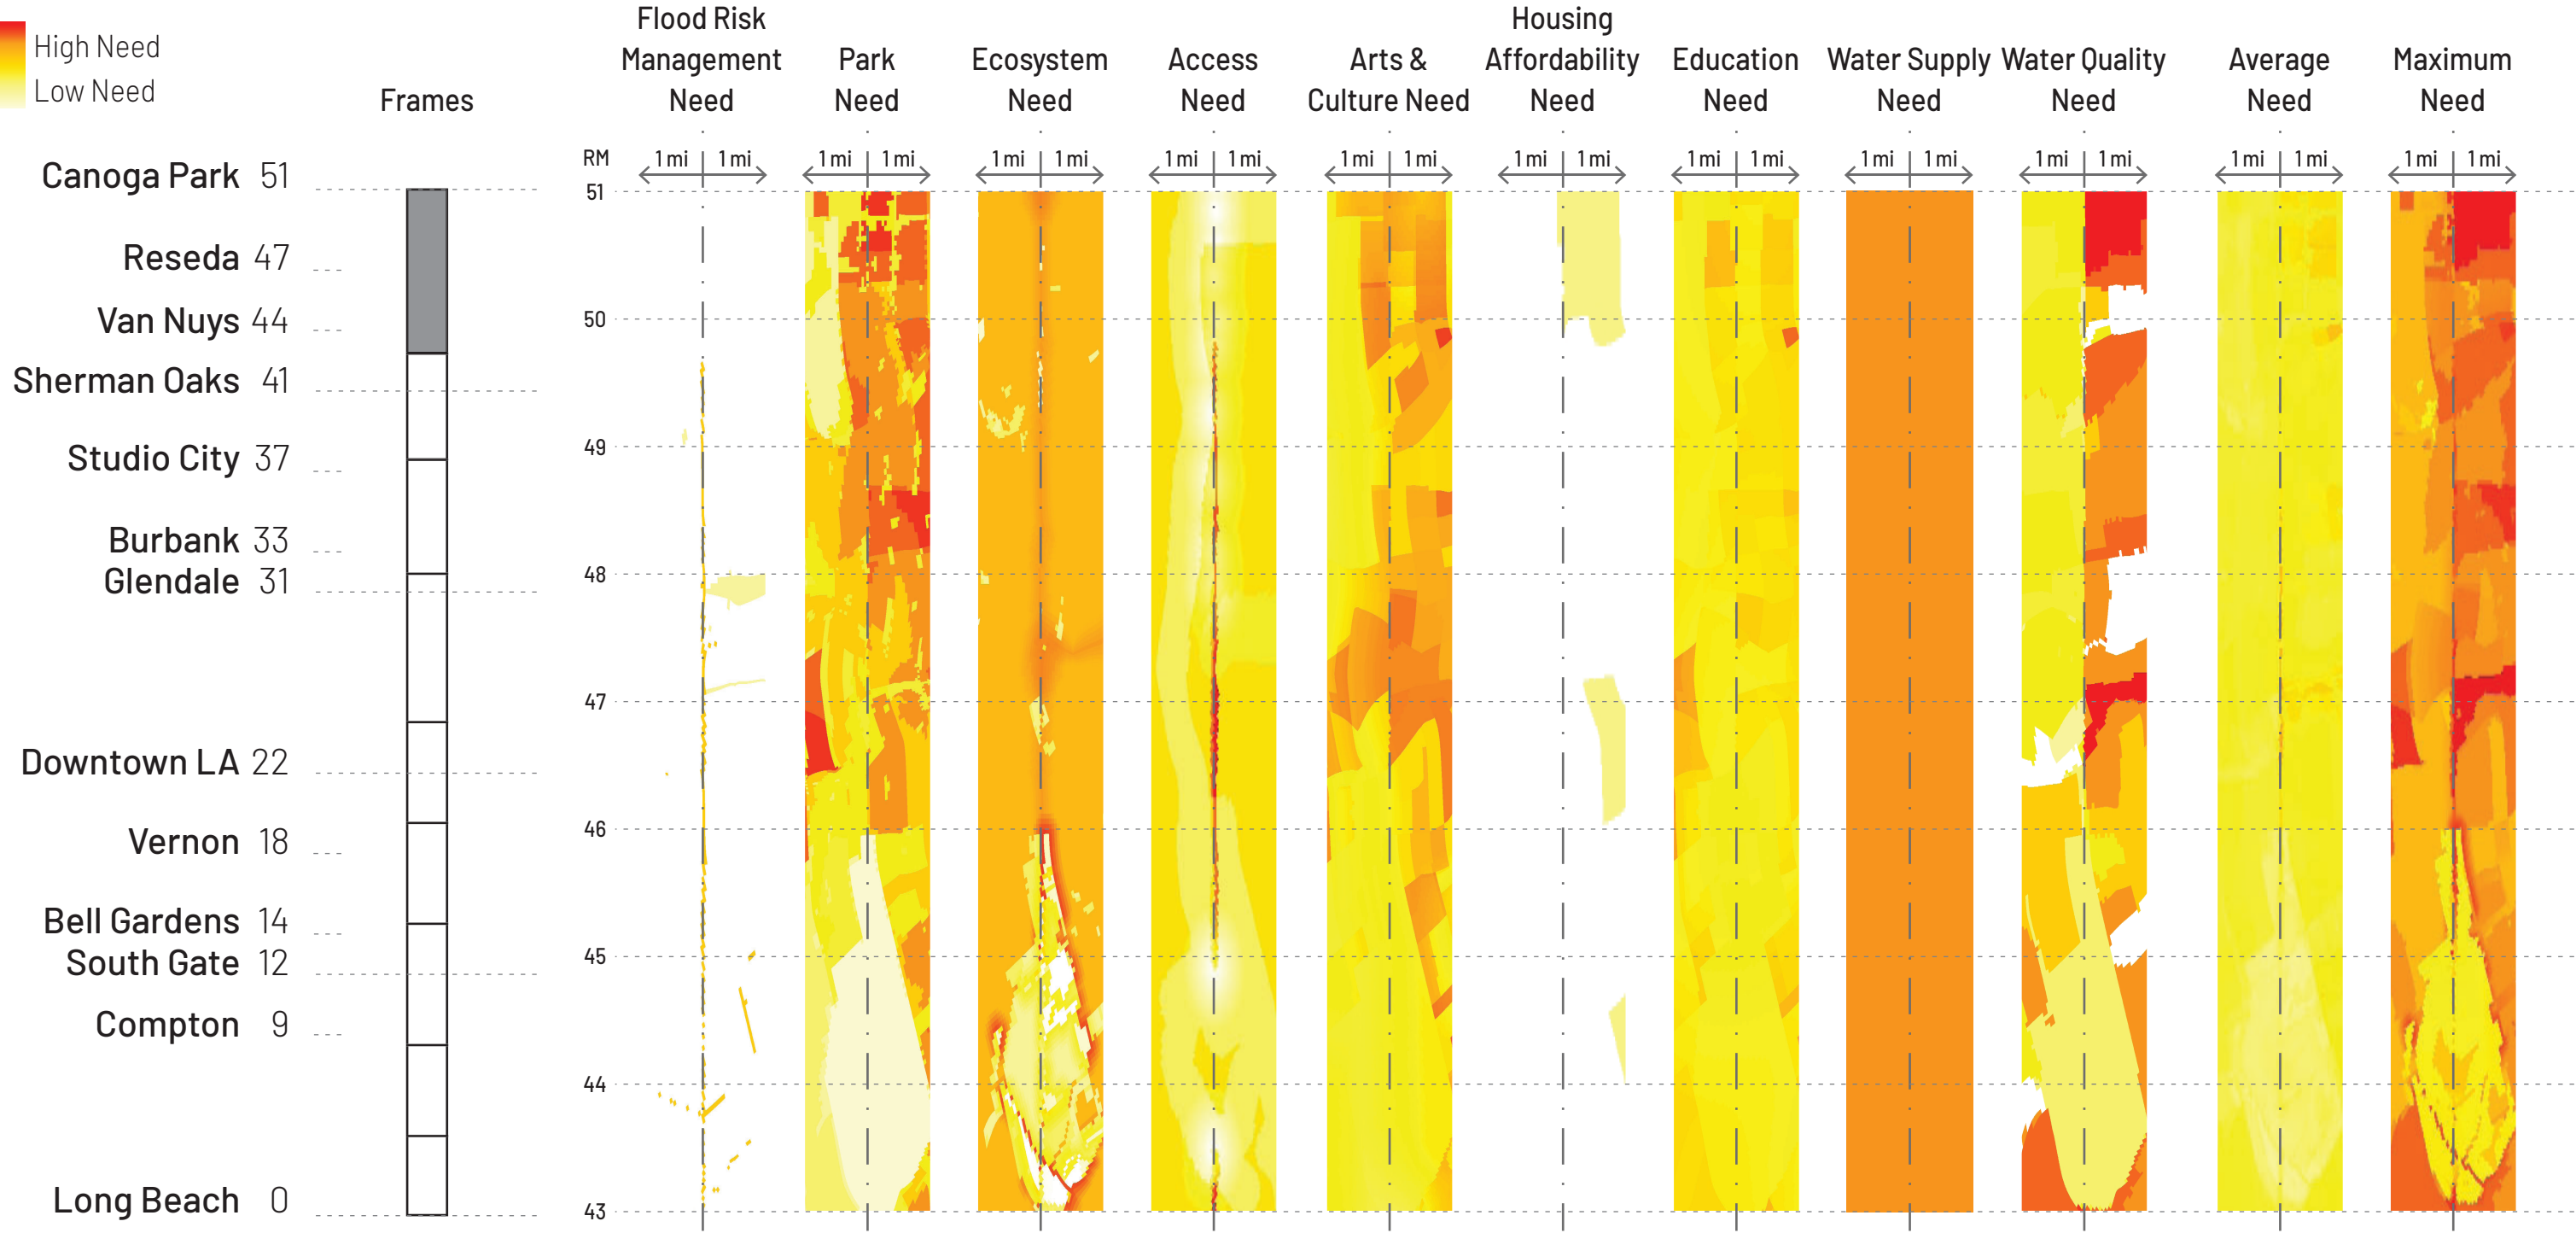 High Need
Low Need
Frames
Flood Risk
Management
Need
Park
Need
Ecosystem
Need
Access
Need
Arts &
Culture Need
Housing
Affordability
Need
Education
Need
Water Supply
Need
Water Quality
Need
Average
Need
Maximum
Need
RM
1 mi 1 mi
1 mi 1 mi
1 mi 1 mi
1 mi 1 mi
1 mi 1 mi
1 mi 1 mi
1 mi 1 mi
1 mi 1 mi
1 mi 1 mi
1 mi 1 mi
1 mi 1 mi
Canoga Park 51
Reseda 47
Van Nuys 44
Sherman Oaks 41
Studio City 37
Burbank 33
Glendale 31
Downtown LA 22
Vernon 18
Bell Gardens 14
South Gate 12
Compton 9
Long Beach 0
51
50
49
48
47
46
45
44
43